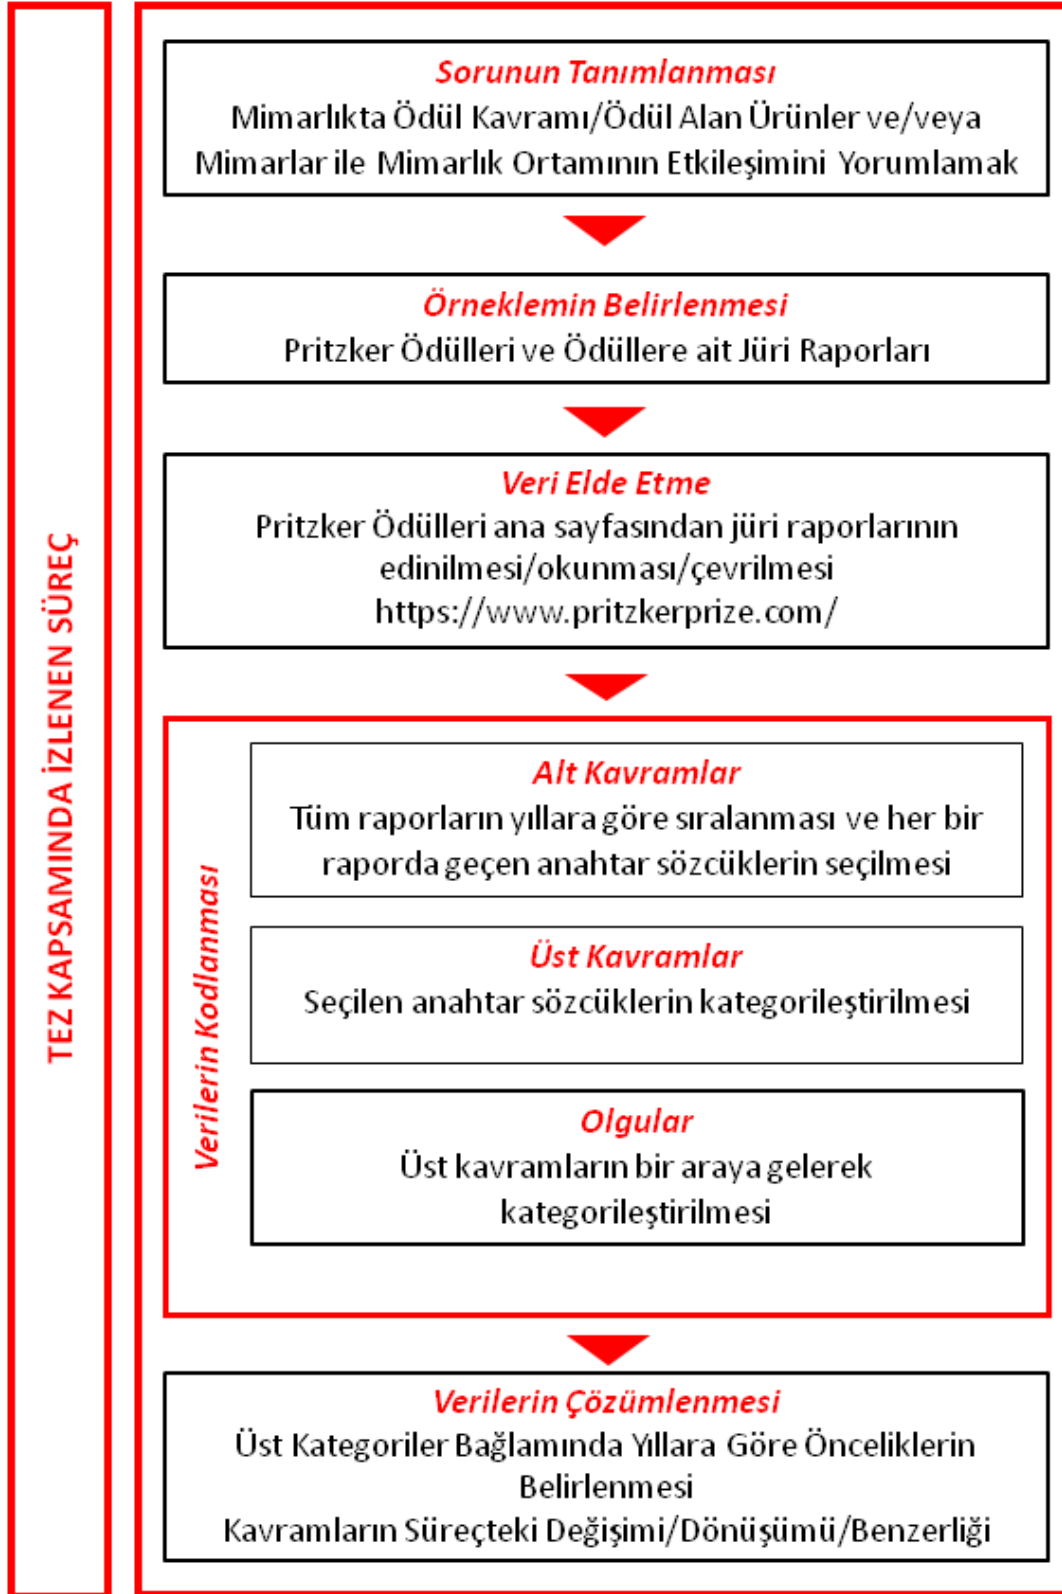 TEZ KAPSAMINDA İZLENEN SÜREÇ
Sorunun Tanımlanması
Mimarlıkta Ödül Kavramı/Ödül Alan Ürünler ve/veya
Mimarlar ile Mimarlık Ortamının Etkileşimini Yorumlamak
Örneklemin Belirlenmesi
Pritzker Ödülleri ve Ödüllere ait Jüri Raporları
Veri Elde Etme
Pritzker Ödülleri ana sayfasından jüri raporlarının
edinilmesi/okunması/çevrilmesi
https://www.pritzkerprize.com/
Verilerin Kodlanması
Alt Kavramlar
Tüm raporların yıllara göre sıralanması ve her bir
raporda geçen anahtar sözcüklerin seçilmesi
Üst Kavramlar
Seçilen anahtar sözcüklerin kategorileştirilmesi
Olgular
Üst kavramların bir araya gelerek
kategorileştirilmesi
Verilerin Çözümlenmesi
Üst Kategoriler Bağlamında Yıllara Göre Önceliklerin
Belirlenmesi
Kavramların Süreçteki Değişimi/Dönüşümü/Benzerliği